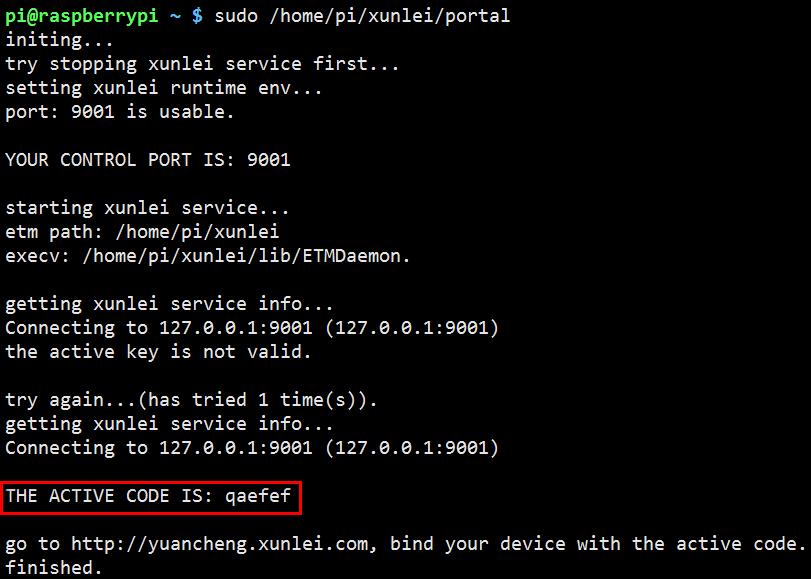 pi@raspberrypi ~ $ sudo /home/pi/xunlei/portal
initing...
try stopping xunlei service first...
setting xunlei runtime env...
port: 9001 is usable.
YOUR CONTROL PORT IS: 9001
starting xunlei service...
etm path: /home/pi/xunlei
execv: /home/pi/xunlei/lib/ETMDaemon.
getting xunlei service info...
Connecting to 127.0.0.1:9001 (127.0.0.1:9001)
the active key is not valid.
try again...(has tried 1 time(s)).
getting xunlei service info...
Connecting to 127.0.0.1:9001 (127.0.0.1:9001)
THE ACTIVE CODE IS: qaefef
go to http://yuancheng.xunlei.com, bind your device with the active code.
finished.